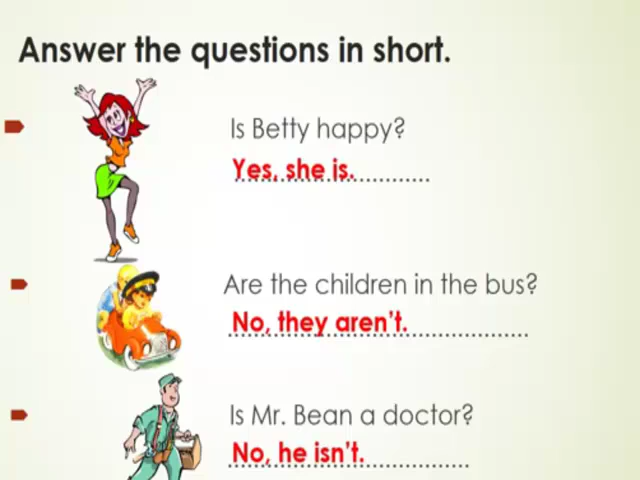 Answer the questions in short.
Is Betty happy?
Yes, she is.
Are the children in the bus?
No, they aren't.
Is Mr. Bean a doctor?
No, he isn't.